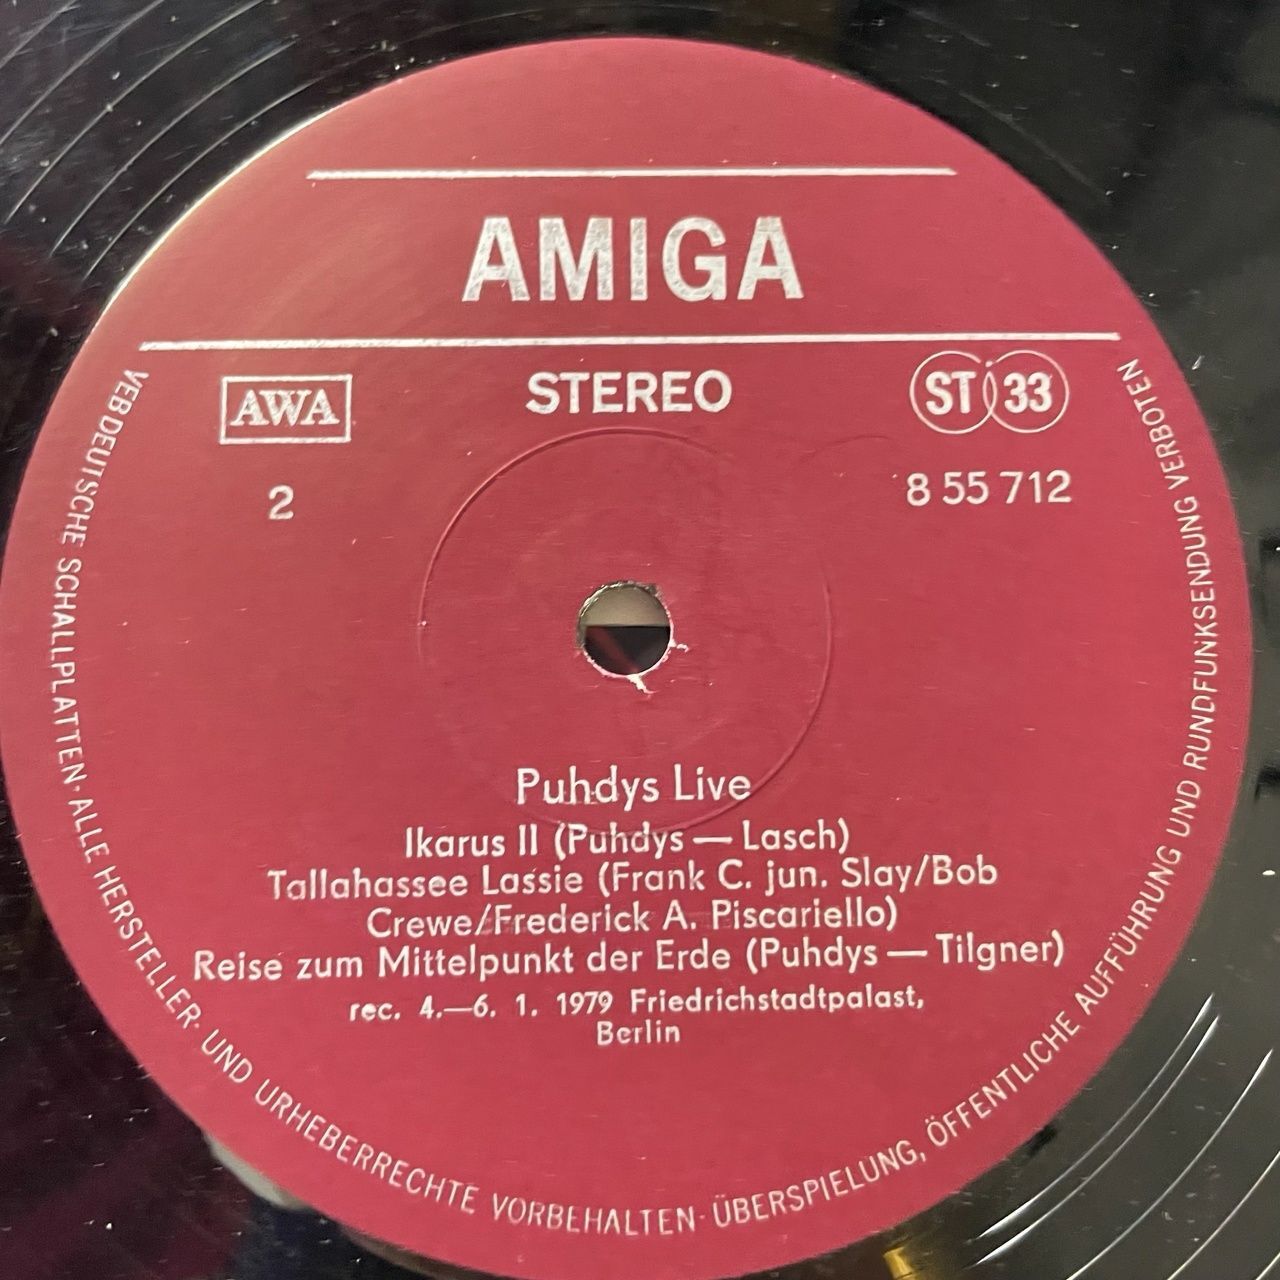 AMIGA
AWA
STEREO
ST 33
2
8 55 712
Puhdys Live
Ikarus II (Puhdys — Lasch)
Tallahassee Lassie (Frank C. jun. Slay/Bob
Crewe/Frederick A. Piscariello)
Reise zum Mittelpunkt der Erde (Puhdys — Tilgner)
rec. 4.—6. 1. 1979 Friedrichstadtpalast,
Berlin
VEB DEUTSCHE SCHALLPLATTEN · ALLE HERSTELLER- UND URHEBERRECHTE VORBEHALTEN · ÜBERSPIELUNG, ÖFFENTLICHE AUFFÜHRUNG UND RUNDFUNKSENDUNG VERBOTEN